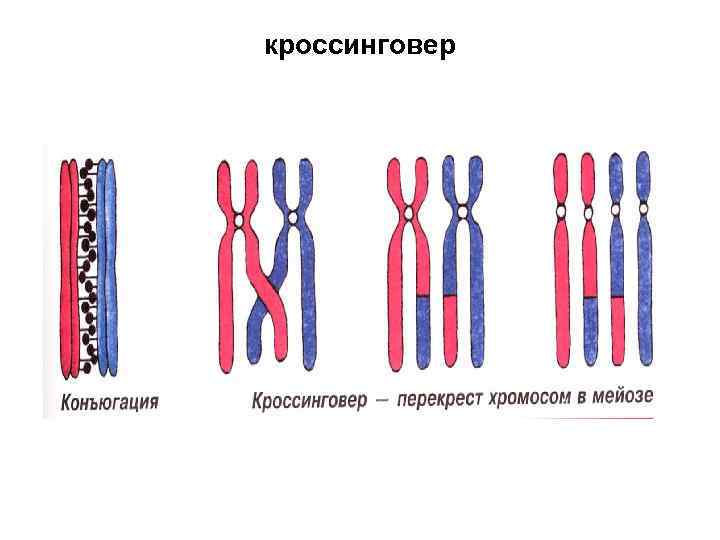 кроссинговер
Конъюгация
Кроссинговер — перекрест хромосом в мейозе